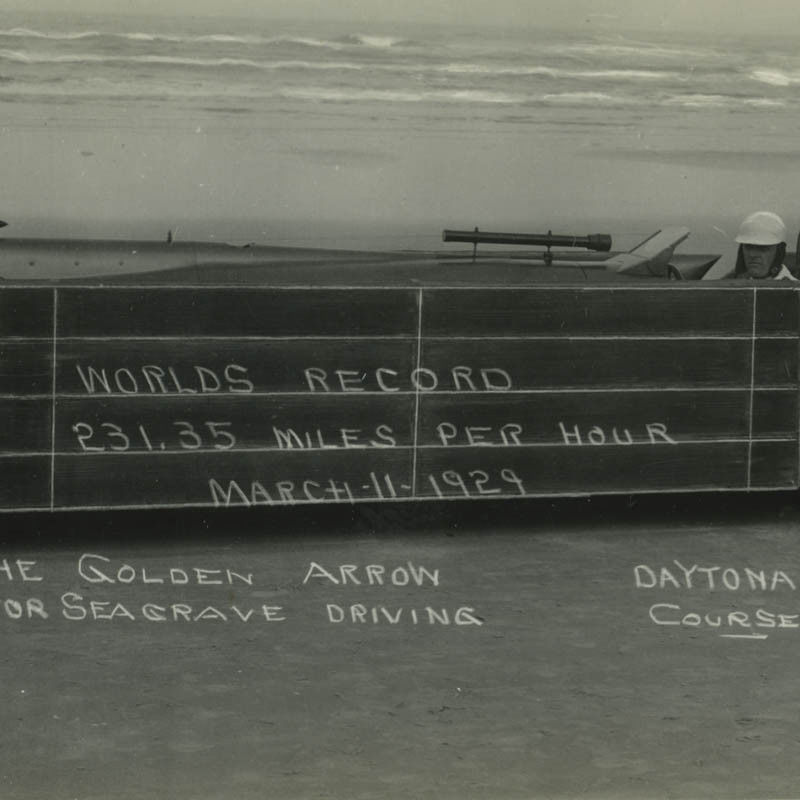 WORLDS RECORD
231.35 MILES PER HOUR
MARCH-11-1929
HE GOLDEN ARROW
OR SEAGRAVE DRIVING
DAYTONA
COURSE